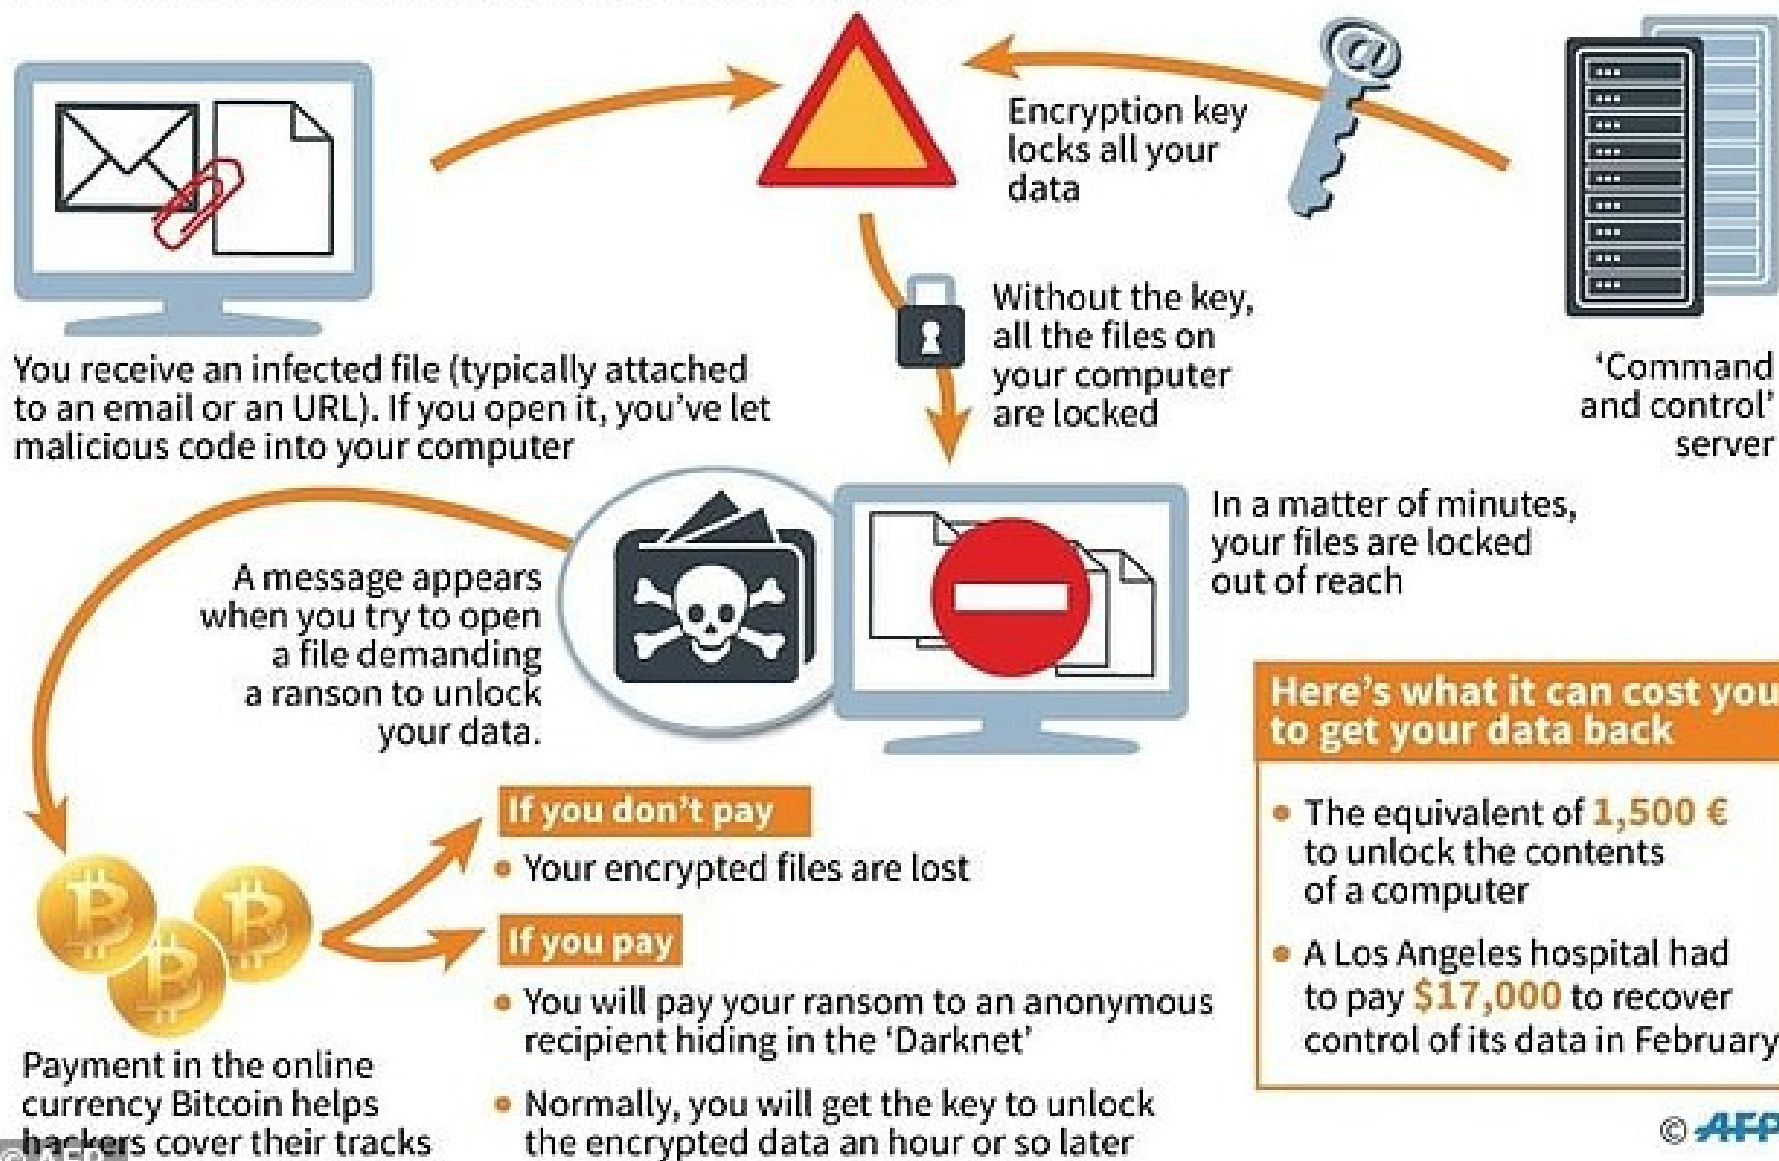 Encryption key
locks all your
data
Without the key,
all the files on
your computer
are locked
'Command
and control'
server
You receive an infected file (typically attached
to an email or an URL). If you open it, you've let
malicious code into your computer
In a matter of minutes,
your files are locked
out of reach
A message appears
when you try to open
a file demanding
a ranson to unlock
your data.
Here's what it can cost you
to get your data back
• The equivalent of 1,500 €
to unlock the contents
of a computer
• A Los Angeles hospital had
to pay $17,000 to recover
control of its data in February
If you don't pay
• Your encrypted files are lost
If you pay
• You will pay your ransom to an anonymous
recipient hiding in the 'Darknet'
• Normally, you will get the key to unlock
the encrypted data an hour or so later
Payment in the online
currency Bitcoin helps
hackers cover their tracks
© AFP